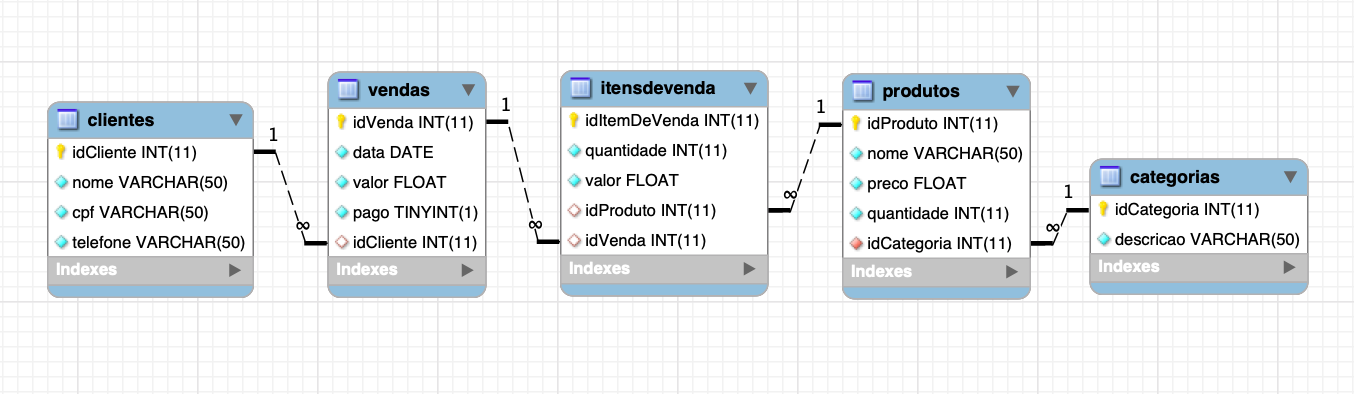 clientes
idCliente INT(11)
nome VARCHAR(50)
cpf VARCHAR(50)
telefone VARCHAR(50)
Indexes
1
∞
vendas
idVenda INT(11)
data DATE
valor FLOAT
pago TINYINT(1)
idCliente INT(11)
Indexes
1
∞
itensdevenda
idItemDeVenda INT(11)
quantidade INT(11)
valor FLOAT
idProduto INT(11)
idVenda INT(11)
Indexes
1
∞
produtos
idProduto INT(11)
nome VARCHAR(50)
preco FLOAT
quantidade INT(11)
idCategoria INT(11)
Indexes
1
∞
categorias
idCategoria INT(11)
descricao VARCHAR(50)
Indexes